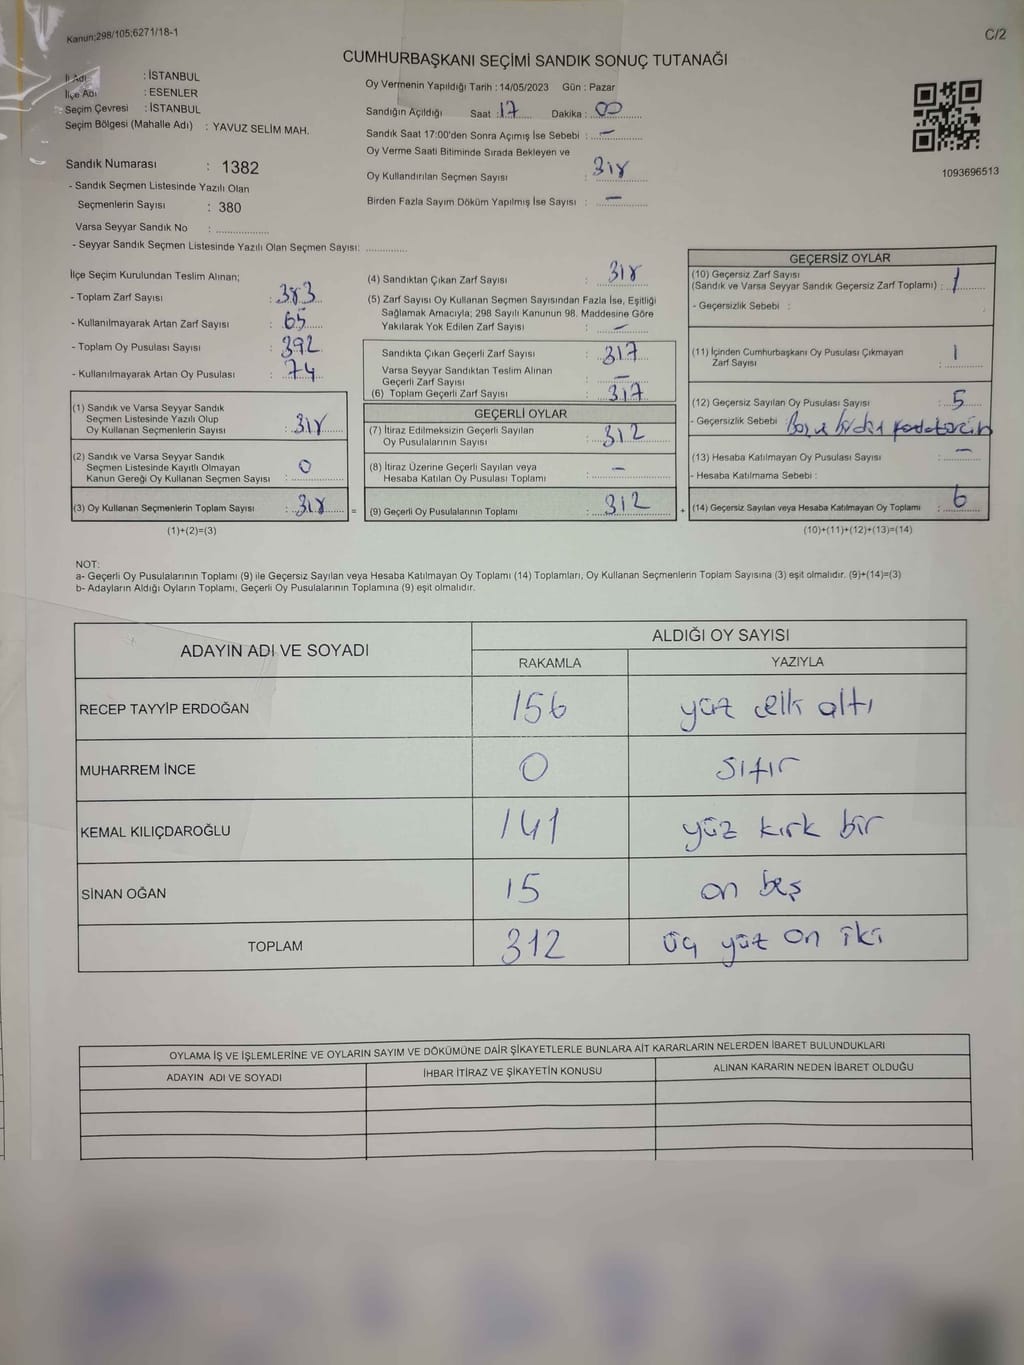 Kanun;298/105;6271/18-1
C/2
CUMHURBAŞKANI SEÇİMİ SANDIK SONUÇ TUTANAĞI
İl Adı : İSTANBUL
İlçe Adı : ESENLER
Seçim Çevresi : İSTANBUL
Seçim Bölgesi (Mahalle Adı) : YAVUZ SELİM MAH.
Sandık Numarası : 1382
- Sandık Seçmen Listesinde Yazılı Olan
Seçmenlerin Sayısı : 380
Varsa Seyyar Sandık No :
- Seyyar Sandık Seçmen Listesinde Yazılı Olan Seçmen Sayısı:
Oy Vermenin Yapıldığı Tarih : 14/05/2023 Gün : Pazar
Sandığın Açıldığı Saat : 17 Dakika : 00
Sandık Saat 17:00'den Sonra Açımış İse Sebebi : —
Oy Verme Saati Bitiminde Sırada Bekleyen ve
Oy Kullandırılan Seçmen Sayısı : 318
Birden Fazla Sayım Döküm Yapılmış İse Sayısı : —
1093696513
İlçe Seçim Kurulundan Teslim Alınan;
- Toplam Zarf Sayısı : 383
- Kullanılmayarak Artan Zarf Sayısı : 65
- Toplam Oy Pusulası Sayısı : 392
- Kullanılmayarak Artan Oy Pusulası : 74
(1) Sandık ve Varsa Seyyar Sandık
Seçmen Listesinde Yazılı Olup
Oy Kullanan Seçmenlerin Sayısı : 318
(2) Sandık ve Varsa Seyyar Sandık
Seçmen Listesinde Kayıtlı Olmayan
Kanun Gereği Oy Kullanan Seçmen Sayısı : 0
(3) Oy Kullanan Seçmenlerin Toplam Sayısı : 318 =
(1)+(2)=(3)
(4) Sandıktan Çıkan Zarf Sayısı : 318
(5) Zarf Sayısı Oy Kullanan Seçmen Sayısından Fazla İse, Eşitliği
Sağlamak Amacıyla; 298 Sayılı Kanunun 98. Maddesine Göre
Yakılarak Yok Edilen Zarf Sayısı : —
Sandıkta Çıkan Geçerli Zarf Sayısı : 317
Varsa Seyyar Sandıktan Teslim Alınan
Geçerli Zarf Sayısı : —
(6) Toplam Geçerli Zarf Sayısı : 317
GEÇERLİ OYLAR
(7) İtiraz Edilmeksizin Geçerli Sayılan
Oy Pusulalarının Sayısı : 312
(8) İtiraz Üzerine Geçerli Sayılan veya
Hesaba Katılan Oy Pusulası Toplamı : —
(9) Geçerli Oy Pusulalarının Toplamı : 312 +
GEÇERSİZ OYLAR
(10) Geçersiz Zarf Sayısı
(Sandık ve Varsa Seyyar Sandık Geçersiz Zarf Toplamı) : 1
- Geçersizlik Sebebi :
(11) İçinden Cumhurbaşkanı Oy Pusulası Çıkmayan
Zarf Sayısı : 1
(12) Geçersiz Sayılan Oy Pusulası Sayısı : 5
- Geçersizlik Sebebi
(13) Hesaba Katılmayan Oy Pusulası Sayısı : —
- Hesaba Katılmama Sebebi :
(14) Geçersiz Sayılan veya Hesaba Katılmayan Oy Toplamı : 6
(10)+(11)+(12)+(13)=(14)
NOT:
a- Geçerli Oy Pusulalarının Toplamı (9) ile Geçersiz Sayılan veya Hesaba Katılmayan Oy Toplamı (14) Toplamları, Oy Kullanan Seçmenlerin Toplam Sayısına (3) eşit olmalıdır. (9)+(14)=(3)
b- Adayların Aldığı Oyların Toplamı, Geçerli Oy Pusulalarının Toplamına (9) eşit olmalıdır.
ADAYIN ADI VE SOYADI
ALDIĞI OY SAYISI
RAKAMLA YAZIYLA
RECEP TAYYİP ERDOĞAN 156 yüz elli altı
MUHARREM İNCE 0 sıfır
KEMAL KILIÇDAROĞLU 141 yüz kırk bir
SİNAN OĞAN 15 on beş
TOPLAM 312 üç yüz on iki
OYLAMA İŞ VE İŞLEMLERİNE VE OYLARIN SAYIM VE DÖKÜMÜNE DAİR ŞİKAYETLERLE BUNLARA AİT KARARLARIN NELERDEN İBARET BULUNDUKLARI
ADAYIN ADI VE SOYADI
İHBAR İTİRAZ VE ŞİKAYETİN KONUSU
ALINAN KARARIN NEDEN İBARET OLDUĞU